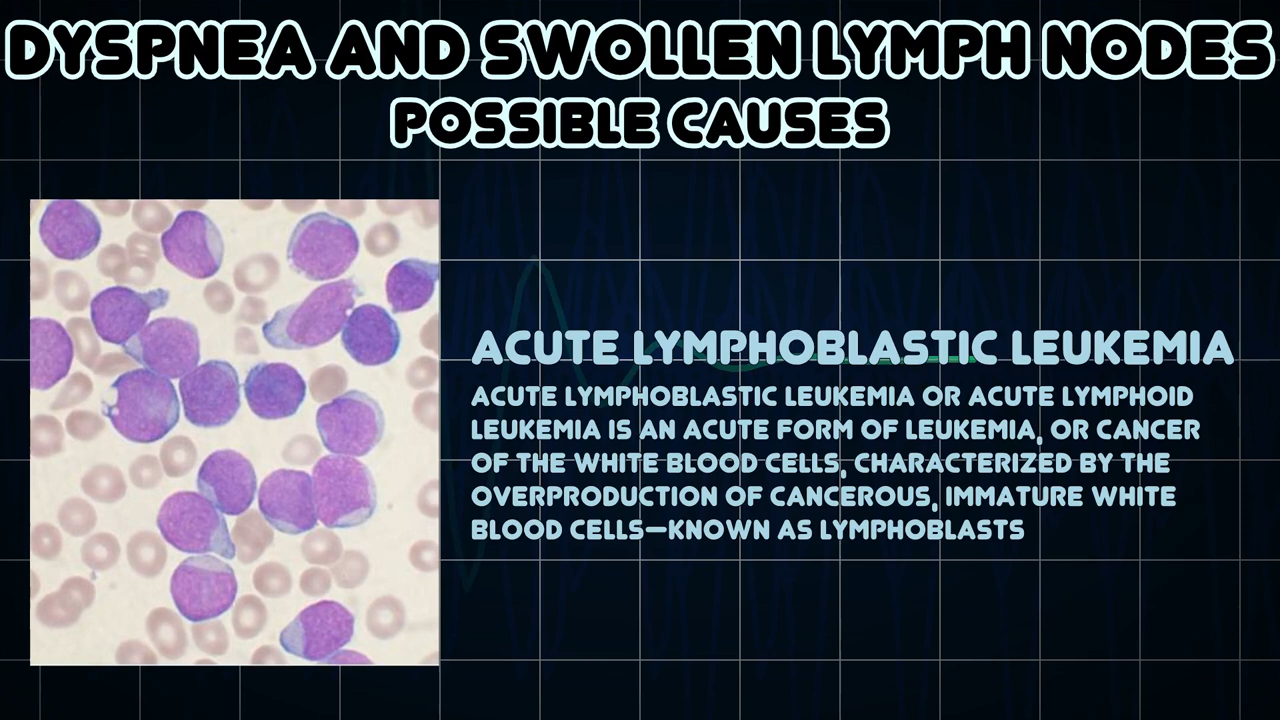 DYSPNEA AND SWOLLEN LYMPH NODES
POSSIBLE CAUSES
ACUTE LYMPHOBLASTIC LEUKEMIA
ACUTE LYMPHOBLASTIC LEUKEMIA OR ACUTE LYMPHOID
LEUKEMIA IS AN ACUTE FORM OF LEUKEMIA, OR CANCER
OF THE WHITE BLOOD CELLS, CHARACTERIZED BY THE
OVERPRODUCTION OF CANCEROUS, IMMATURE WHITE
BLOOD CELLS—KNOWN AS LYMPHOBLASTS